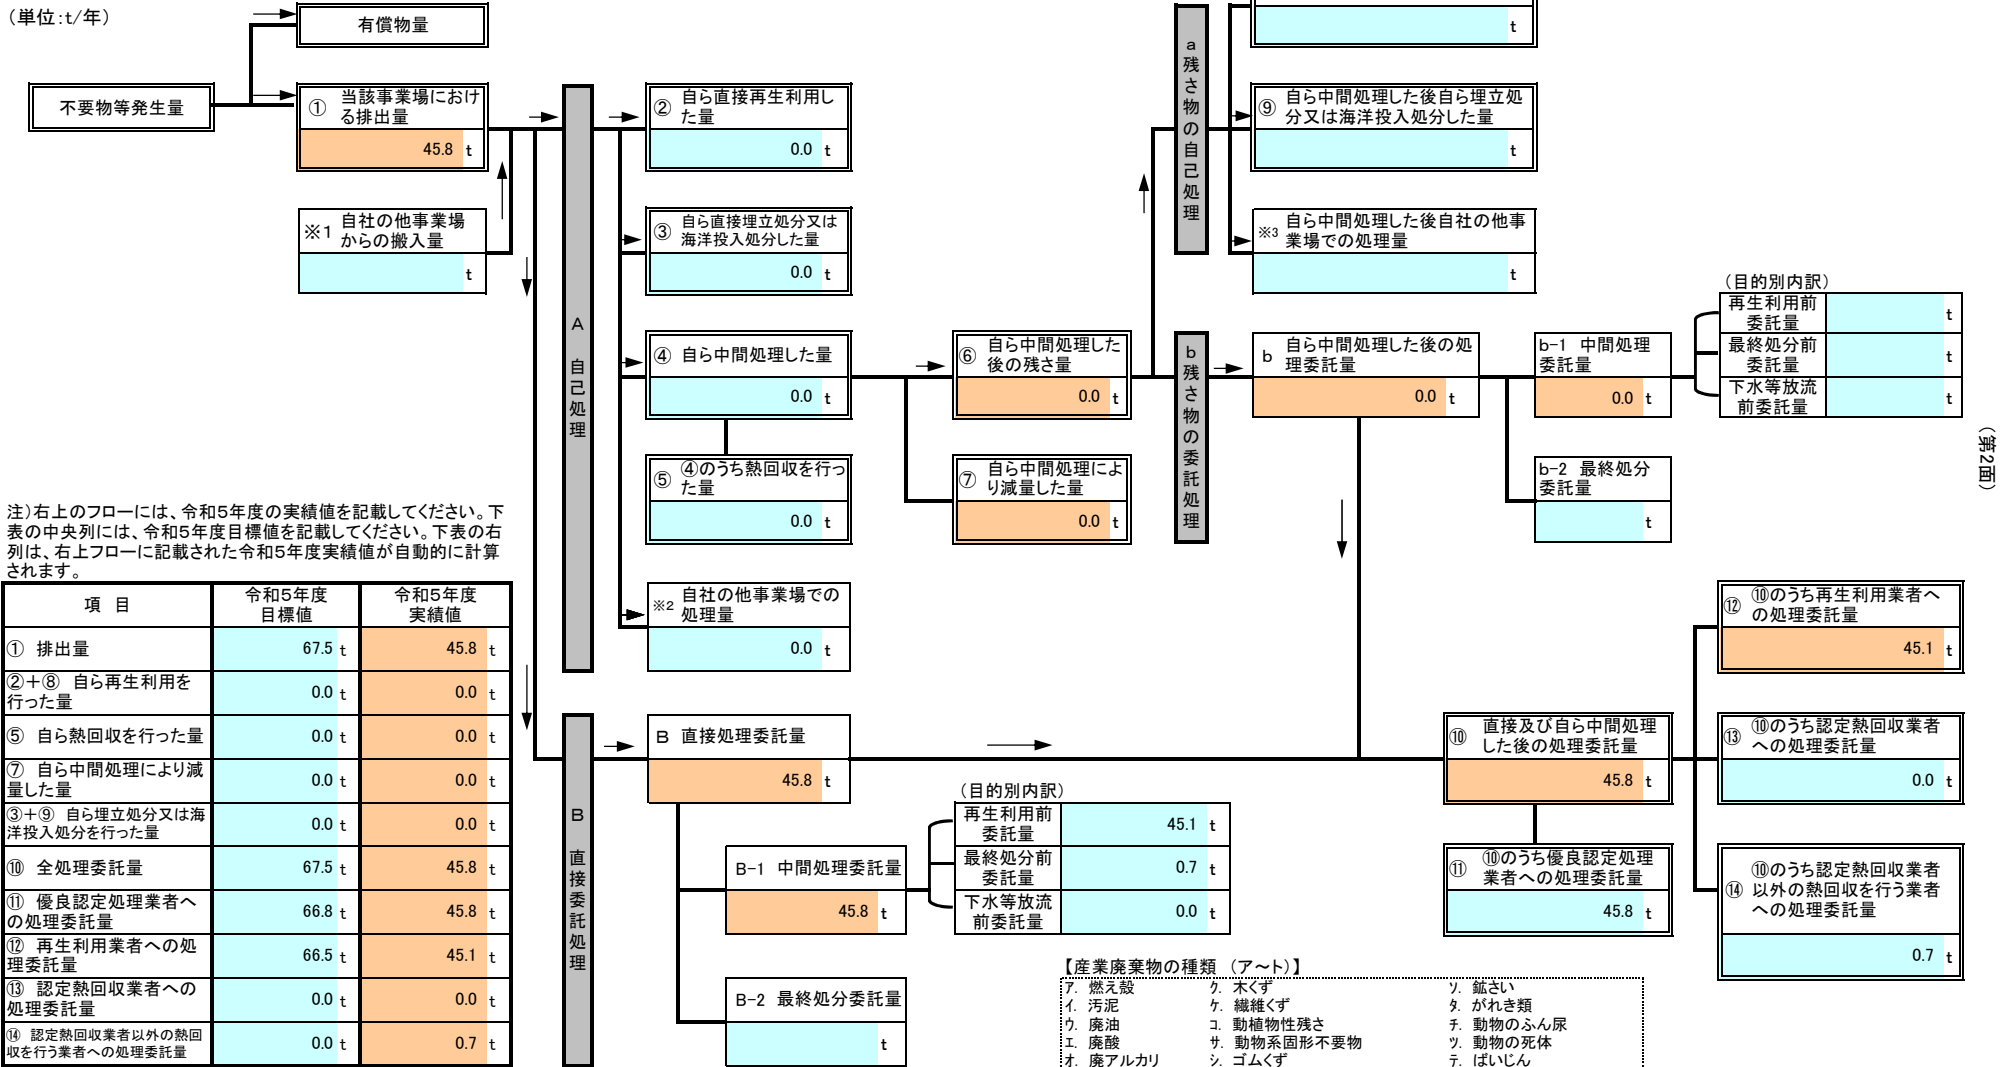 (単位:t/年)
有償物量
不要物等発生量
① 当該事業場におけ
る排出量
45.8 t
※1 自社の他事業場
からの搬入量
t
A 自己処理
② 自ら直接再生利用し
た量
0.0 t
③ 自ら直接埋立処分又は
海洋投入処分した量
0.0 t
④ 自ら中間処理した量
0.0 t
⑤ ④のうち熱回収を行っ
た量
0.0 t
※2 自社の他事業場での
処理量
0.0 t
⑥ 自ら中間処理した
後の残さ量
0.0 t
⑦ 自ら中間処理によ
り減量した量
0.0 t
a残さ物の自己処理
t
⑨ 自ら中間処理した後自ら埋立処
分又は海洋投入処分した量
t
※3 自ら中間処理した後自社の他事
業場での処理量
t
b残さ物の委託処理
b 自ら中間処理した後の処
理委託量
0.0 t
b-1 中間処理
委託量
0.0 t
b-2 最終処分
委託量
t
(目的別内訳)
再生利用前
委託量 t
最終処分前
委託量 t
下水等放流
前委託量 t
(第2面)
注)右上のフローには、令和5年度の実績値を記載してください。下
表の中央列には、令和5年度目標値を記載してください。下表の右
列は、右上フローに記載された令和5年度実績値が自動的に計算
されます。
項 目 令和5年度 目標値 令和5年度 実績値
① 排出量 67.5 t 45.8 t
②+⑧ 自ら再生利用を
行った量 0.0 t 0.0 t
⑤ 自ら熱回収を行った量 0.0 t 0.0 t
⑦ 自ら中間処理により減
量した量 0.0 t 0.0 t
③+⑨ 自ら埋立処分又は海
洋投入処分を行った量 0.0 t 0.0 t
⑩ 全処理委託量 67.5 t 45.8 t
⑪ 優良認定処理業者へ
の処理委託量 66.8 t 45.8 t
⑫ 再生利用業者への処
理委託量 66.5 t 45.1 t
⑬ 認定熱回収業者への
処理委託量 0.0 t 0.0 t
⑭ 認定熱回収業者以外の熱回
収を行う業者への処理委託量 0.0 t 0.7 t
B 直接委託処理
B 直接処理委託量
45.8 t
B-1 中間処理委託量
45.8 t
B-2 最終処分委託量
t
(目的別内訳)
再生利用前
委託量 45.1 t
最終処分前
委託量 0.7 t
下水等放流
前委託量 0.0 t
⑩ 直接及び自ら中間処理
した後の処理委託量
45.8 t
⑪ ⑩のうち優良認定処理
業者への処理委託量
45.8 t
⑫ ⑩のうち再生利用業者へ
の処理委託量
45.1 t
⑬ ⑩のうち認定熱回収業者
への処理委託量
0.0 t
⑭ ⑩のうち認定熱回収業者
以外の熱回収を行う業者
への処理委託量
0.7 t
【産業廃棄物の種類 (ア~ト)】
ア. 燃え殻 ク. 木くず ソ. 鉱さい
イ. 汚泥 ケ. 繊維くず タ. がれき類
ウ. 廃油 コ. 動植物性残さ チ. 動物のふん尿
エ. 廃酸 サ. 動物系固形不要物 ツ. 動物の死体
オ. 廃アルカリ シ. ゴムくず テ. ばいじん